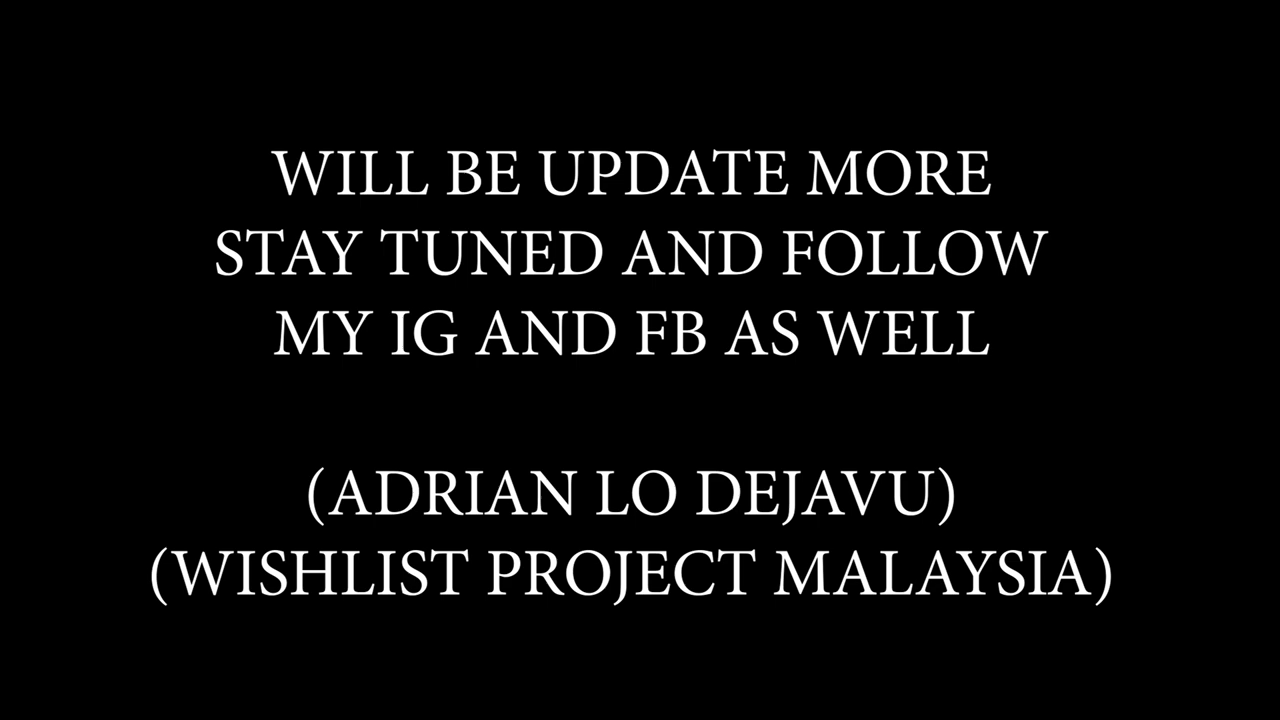 WILL BE UPDATE MORE
STAY TUNED AND FOLLOW
MY IG AND FB AS WELL
(ADRIAN LO DEJAVU)
(WISHLIST PROJECT MALAYSIA)